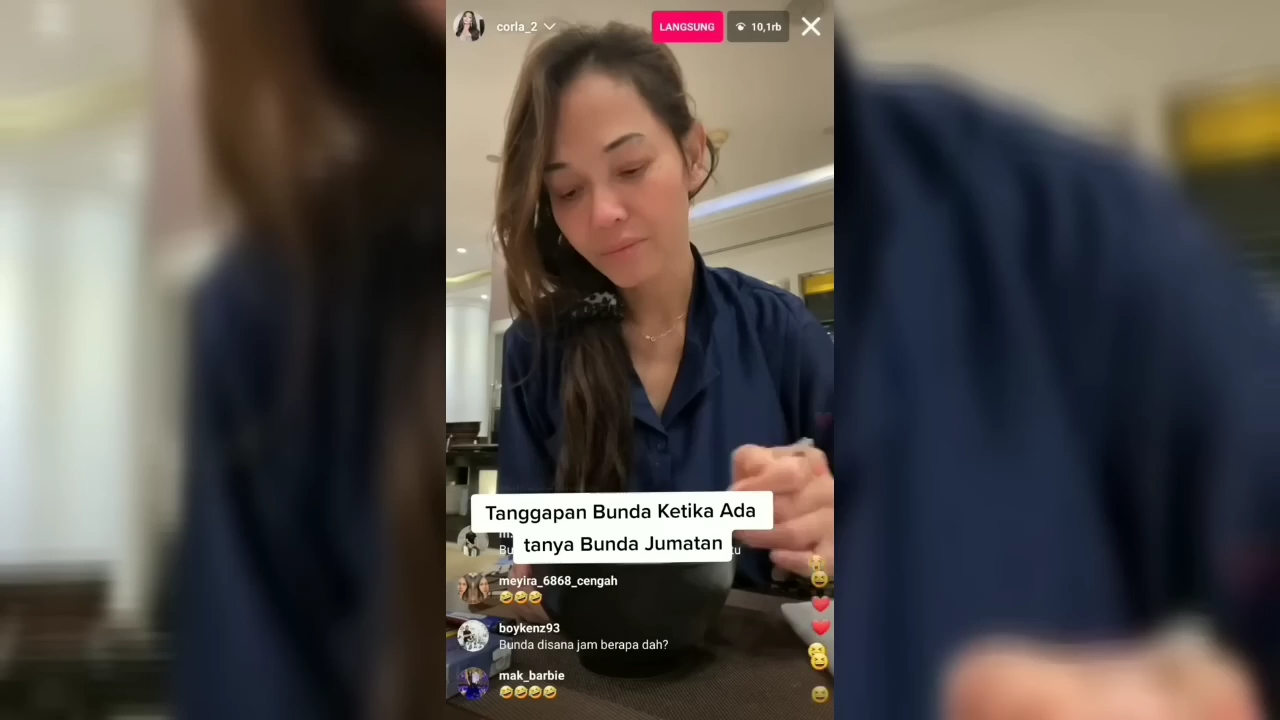 corla_2
LANGSUNG
10,1rb
Tanggapan Bunda Ketika Ada
tanya Bunda Jumatan
meyira_6868_cengah
🤣🤣🤣
boykenz93
Bunda disana jam berapa dah?
mak_barbie
🤣🤣🤣🤣